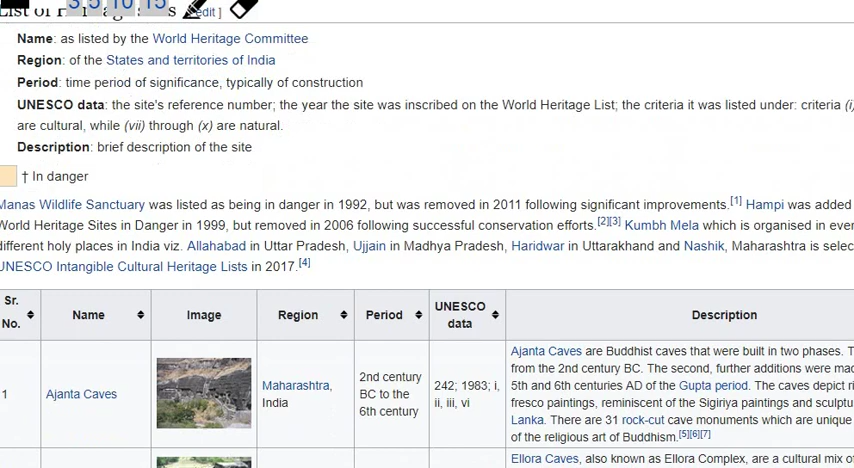 List of
3 5 10 15
edit ]
Name: as listed by the World Heritage Committee
Region: of the States and territories of India
Period: time period of significance, typically of construction
UNESCO data: the site's reference number; the year the site was inscribed on the World Heritage List; the criteria it was listed under: criteria (i)
are cultural, while (vii) through (x) are natural.
Description: brief description of the site
† In danger
Manas Wildlife Sanctuary was listed as being in danger in 1992, but was removed in 2011 following significant improvements.[1] Hampi was added
World Heritage Sites in Danger in 1999, but removed in 2006 following successful conservation efforts.[2][3] Kumbh Mela which is organised in
different holy places in India viz. Allahabad in Uttar Pradesh, Ujjain in Madhya Pradesh, Haridwar in Uttarakhand and Nashik, Maharashtra is
UNESCO Intangible Cultural Heritage Lists in 2017.[4]
Sr. No.
Name
Image
Region
Period
UNESCO data
Description
1
Ajanta Caves
Maharashtra,
India
2nd century
BC to the
6th century
242; 1983; i,
ii, iii, vi
Ajanta Caves are Buddhist caves that were built in two phases.
from the 2nd century BC. The second, further additions were
5th and 6th centuries AD of the Gupta period. The caves depict
fresco paintings, reminiscent of the Sigiriya paintings and
Lanka. There are 31 rock-cut cave monuments which are unique
of the religious art of Buddhism.[5][6][7]
Ellora Caves, also known as Ellora Complex, are a cultural mix of